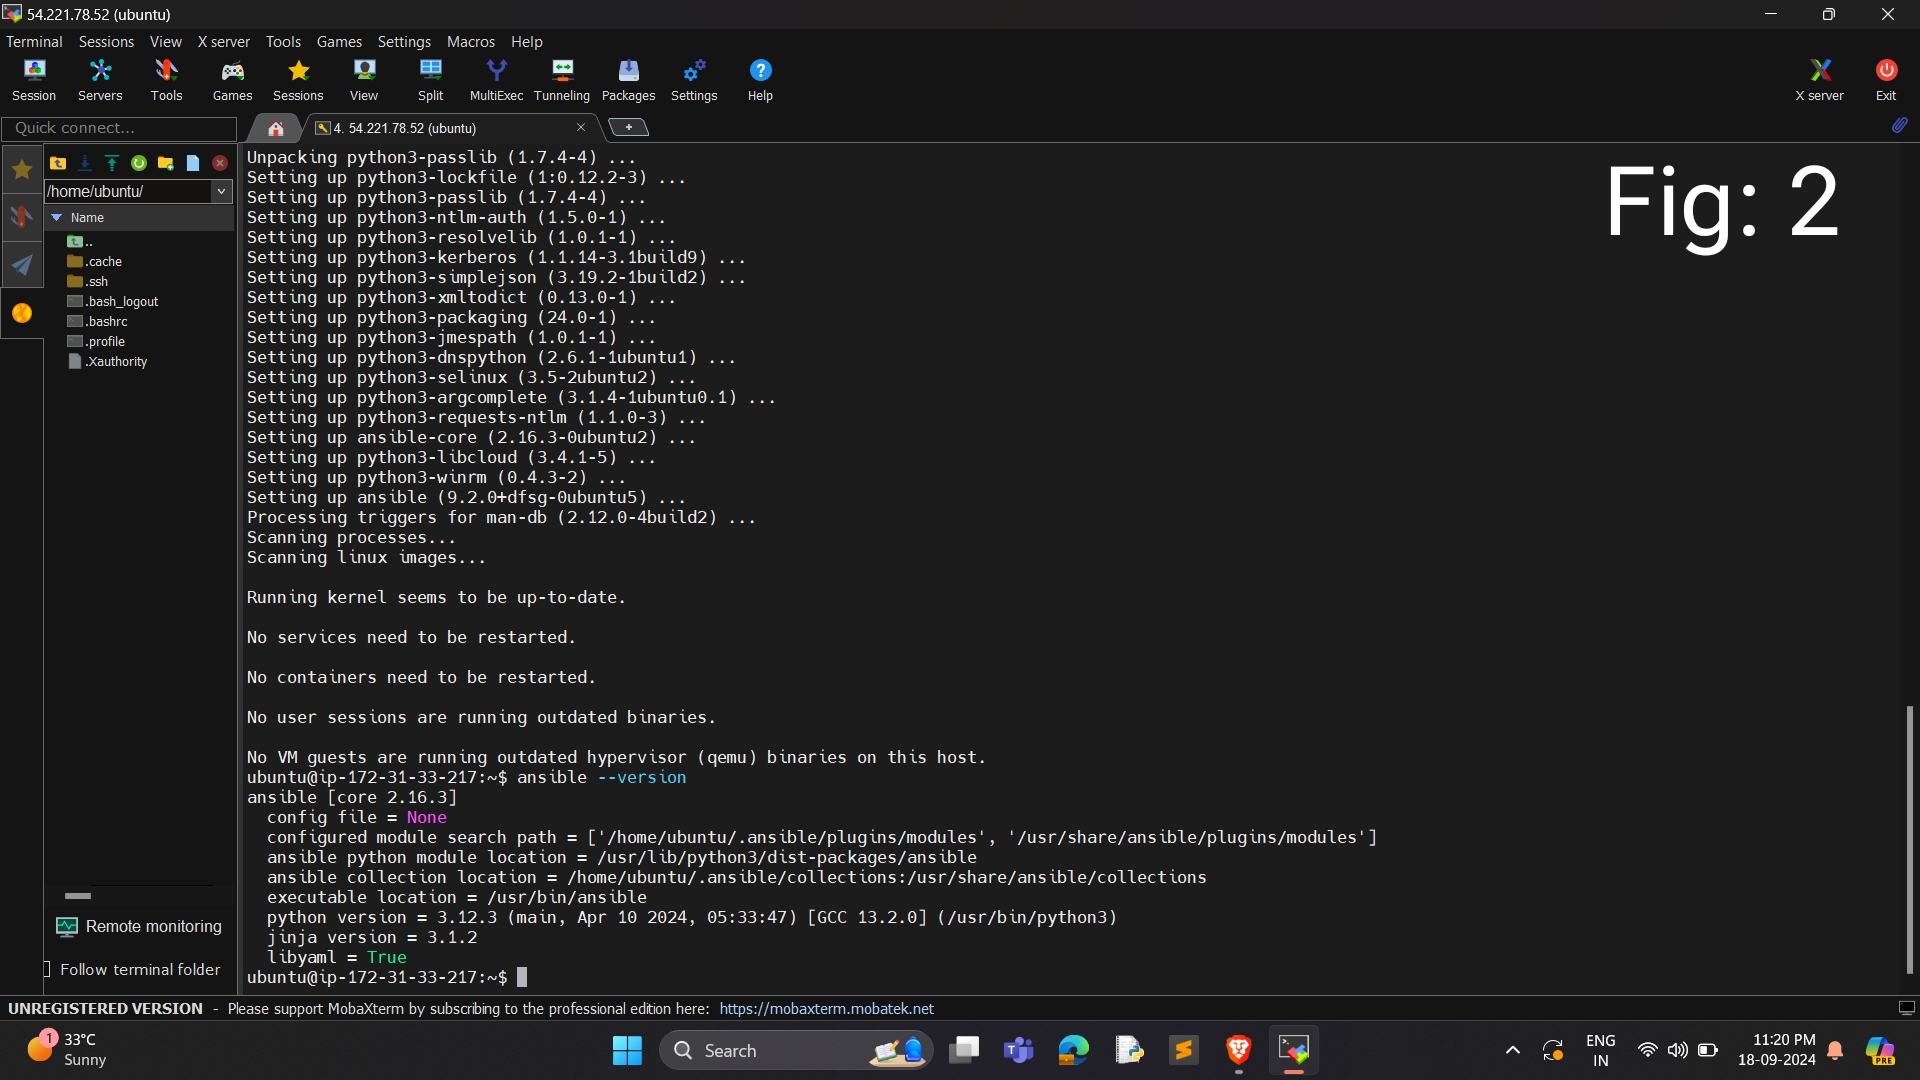 54.221.78.52 (ubuntu)
Terminal Sessions View X server Tools Games Settings Macros Help
Session Servers Tools Games Sessions View Split MultiExec Tunneling Packages Settings Help X server Exit
Quick connect... 4. 54.221.78.52 (ubuntu)
/home/ubuntu/
Name
..
.cache
.ssh
.bash_logout
.bashrc
.profile
.Xauthority
Remote monitoring
Follow terminal folder
Fig: 2
Unpacking python3-passlib (1.7.4-4) ...
Setting up python3-lockfile (1:0.12.2-3) ...
Setting up python3-passlib (1.7.4-4) ...
Setting up python3-ntlm-auth (1.5.0-1) ...
Setting up python3-resolvelib (1.0.1-1) ...
Setting up python3-kerberos (1.1.14-3.1build9) ...
Setting up python3-simplejson (3.19.2-1build2) ...
Setting up python3-xmltodict (0.13.0-1) ...
Setting up python3-packaging (24.0-1) ...
Setting up python3-jmespath (1.0.1-1) ...
Setting up python3-dnspython (2.6.1-1ubuntu1) ...
Setting up python3-selinux (3.5-2ubuntu2) ...
Setting up python3-argcomplete (3.1.4-1ubuntu0.1) ...
Setting up python3-requests-ntlm (1.1.0-3) ...
Setting up ansible-core (2.16.3-0ubuntu2) ...
Setting up python3-libcloud (3.4.1-5) ...
Setting up python3-winrm (0.4.3-2) ...
Setting up ansible (9.2.0+dfsg-0ubuntu5) ...
Processing triggers for man-db (2.12.0-4build2) ...
Scanning processes...
Scanning linux images...
Running kernel seems to be up-to-date.
No services need to be restarted.
No containers need to be restarted.
No user sessions are running outdated binaries.
No VM guests are running outdated hypervisor (qemu) binaries on this host.
ubuntu@ip-172-31-33-217:~$ ansible --version
ansible [core 2.16.3]
config file = None
configured module search path = ['/home/ubuntu/.ansible/plugins/modules', '/usr/share/ansible/plugins/modules']
ansible python module location = /usr/lib/python3/dist-packages/ansible
ansible collection location = /home/ubuntu/.ansible/collections:/usr/share/ansible/collections
executable location = /usr/bin/ansible
python version = 3.12.3 (main, Apr 10 2024, 05:33:47) [GCC 13.2.0] (/usr/bin/python3)
jinja version = 3.1.2
libyaml = True
ubuntu@ip-172-31-33-217:~$
UNREGISTERED VERSION - Please support MobaXterm by subscribing to the professional edition here: https://mobaxterm.mobatek.net
1 33°C
Sunny
Search
ENG
IN
11:20 PM
18-09-2024
PRE